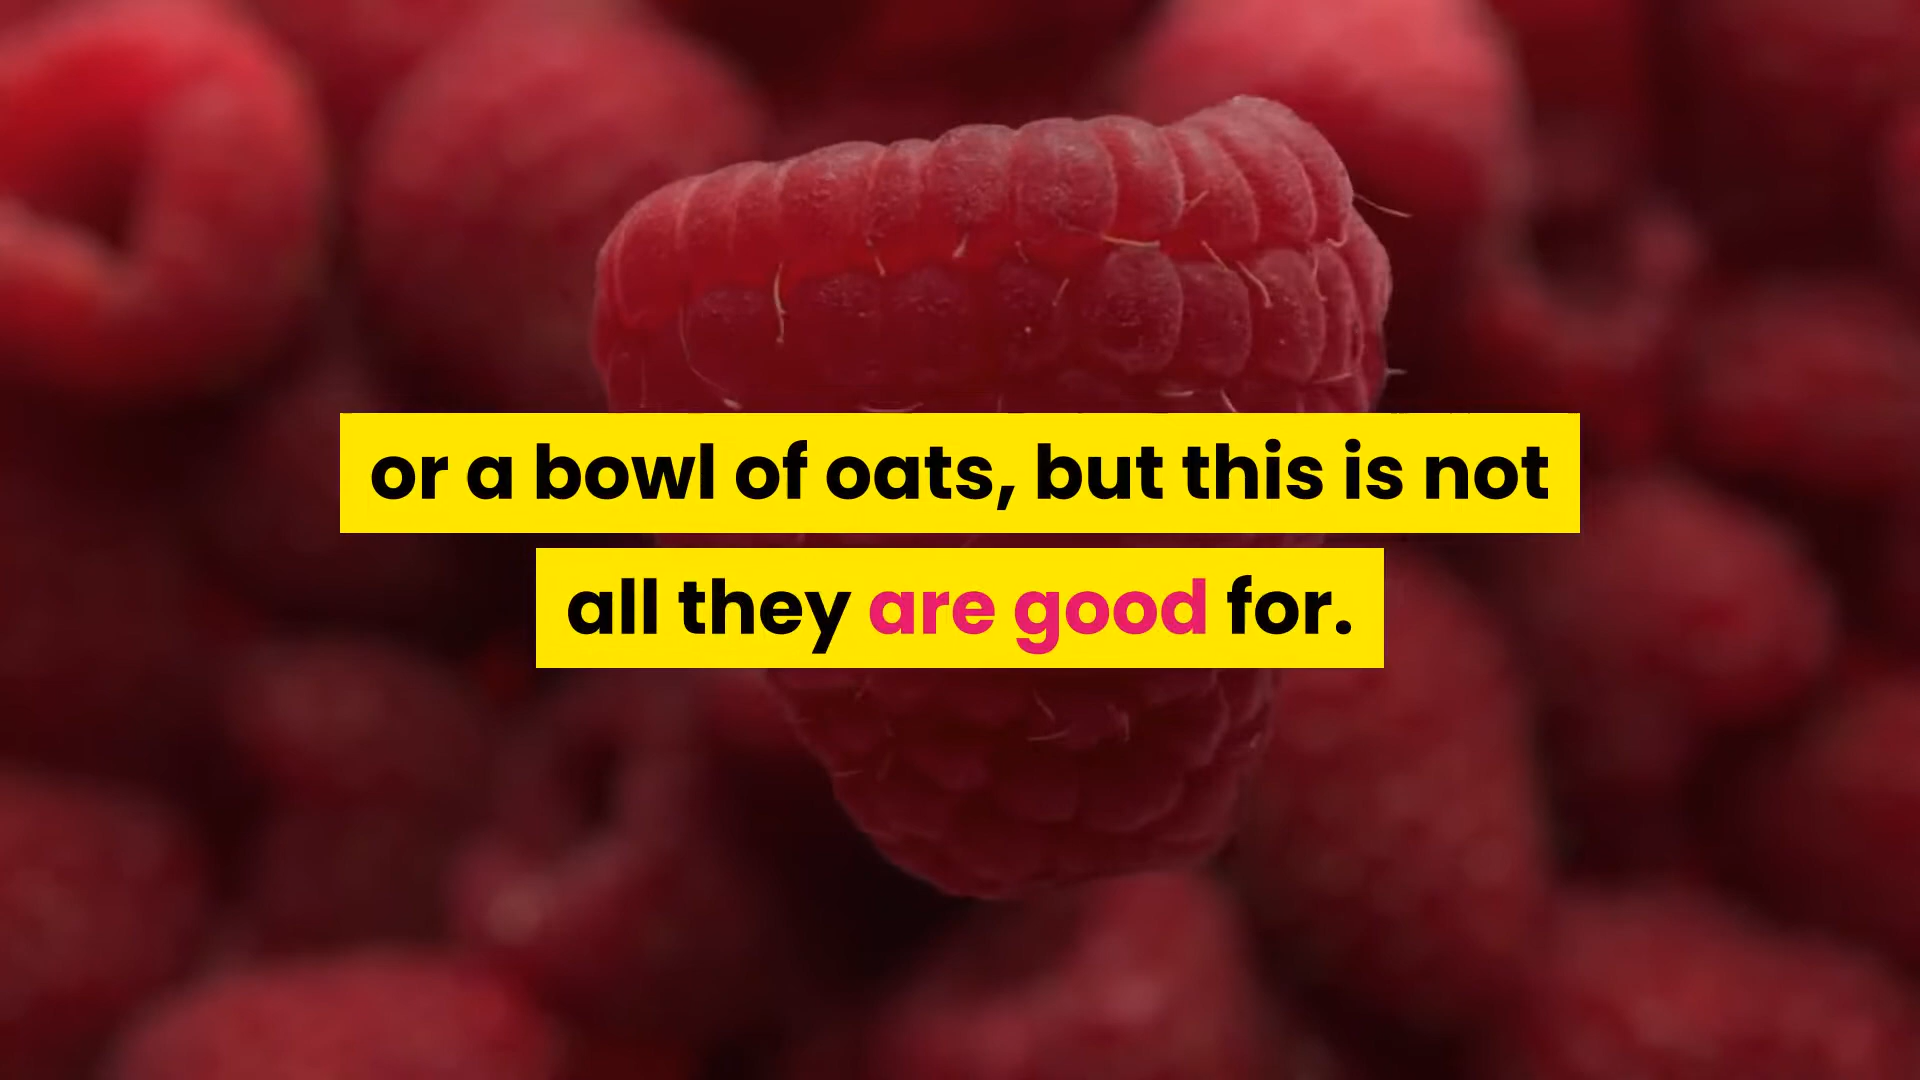 or a bowl of oats, but this is not
all they are good for.